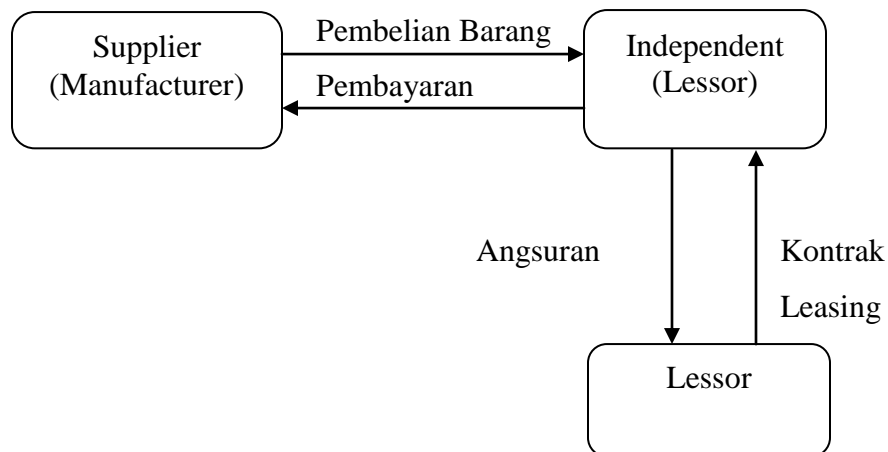 Supplier
(Manufacturer)
Pembelian Barang
Pembayaran
Independent
(Lessor)
Angsuran
Kontrak
Leasing
Lessor